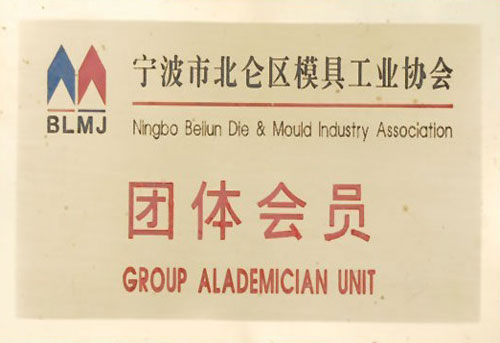 宁波市北仑区模具工业协会
BLMJ
Ningbo Beilun Die & Mould Industry Association
团体会员
GROUP ALADEMICIAN UNIT